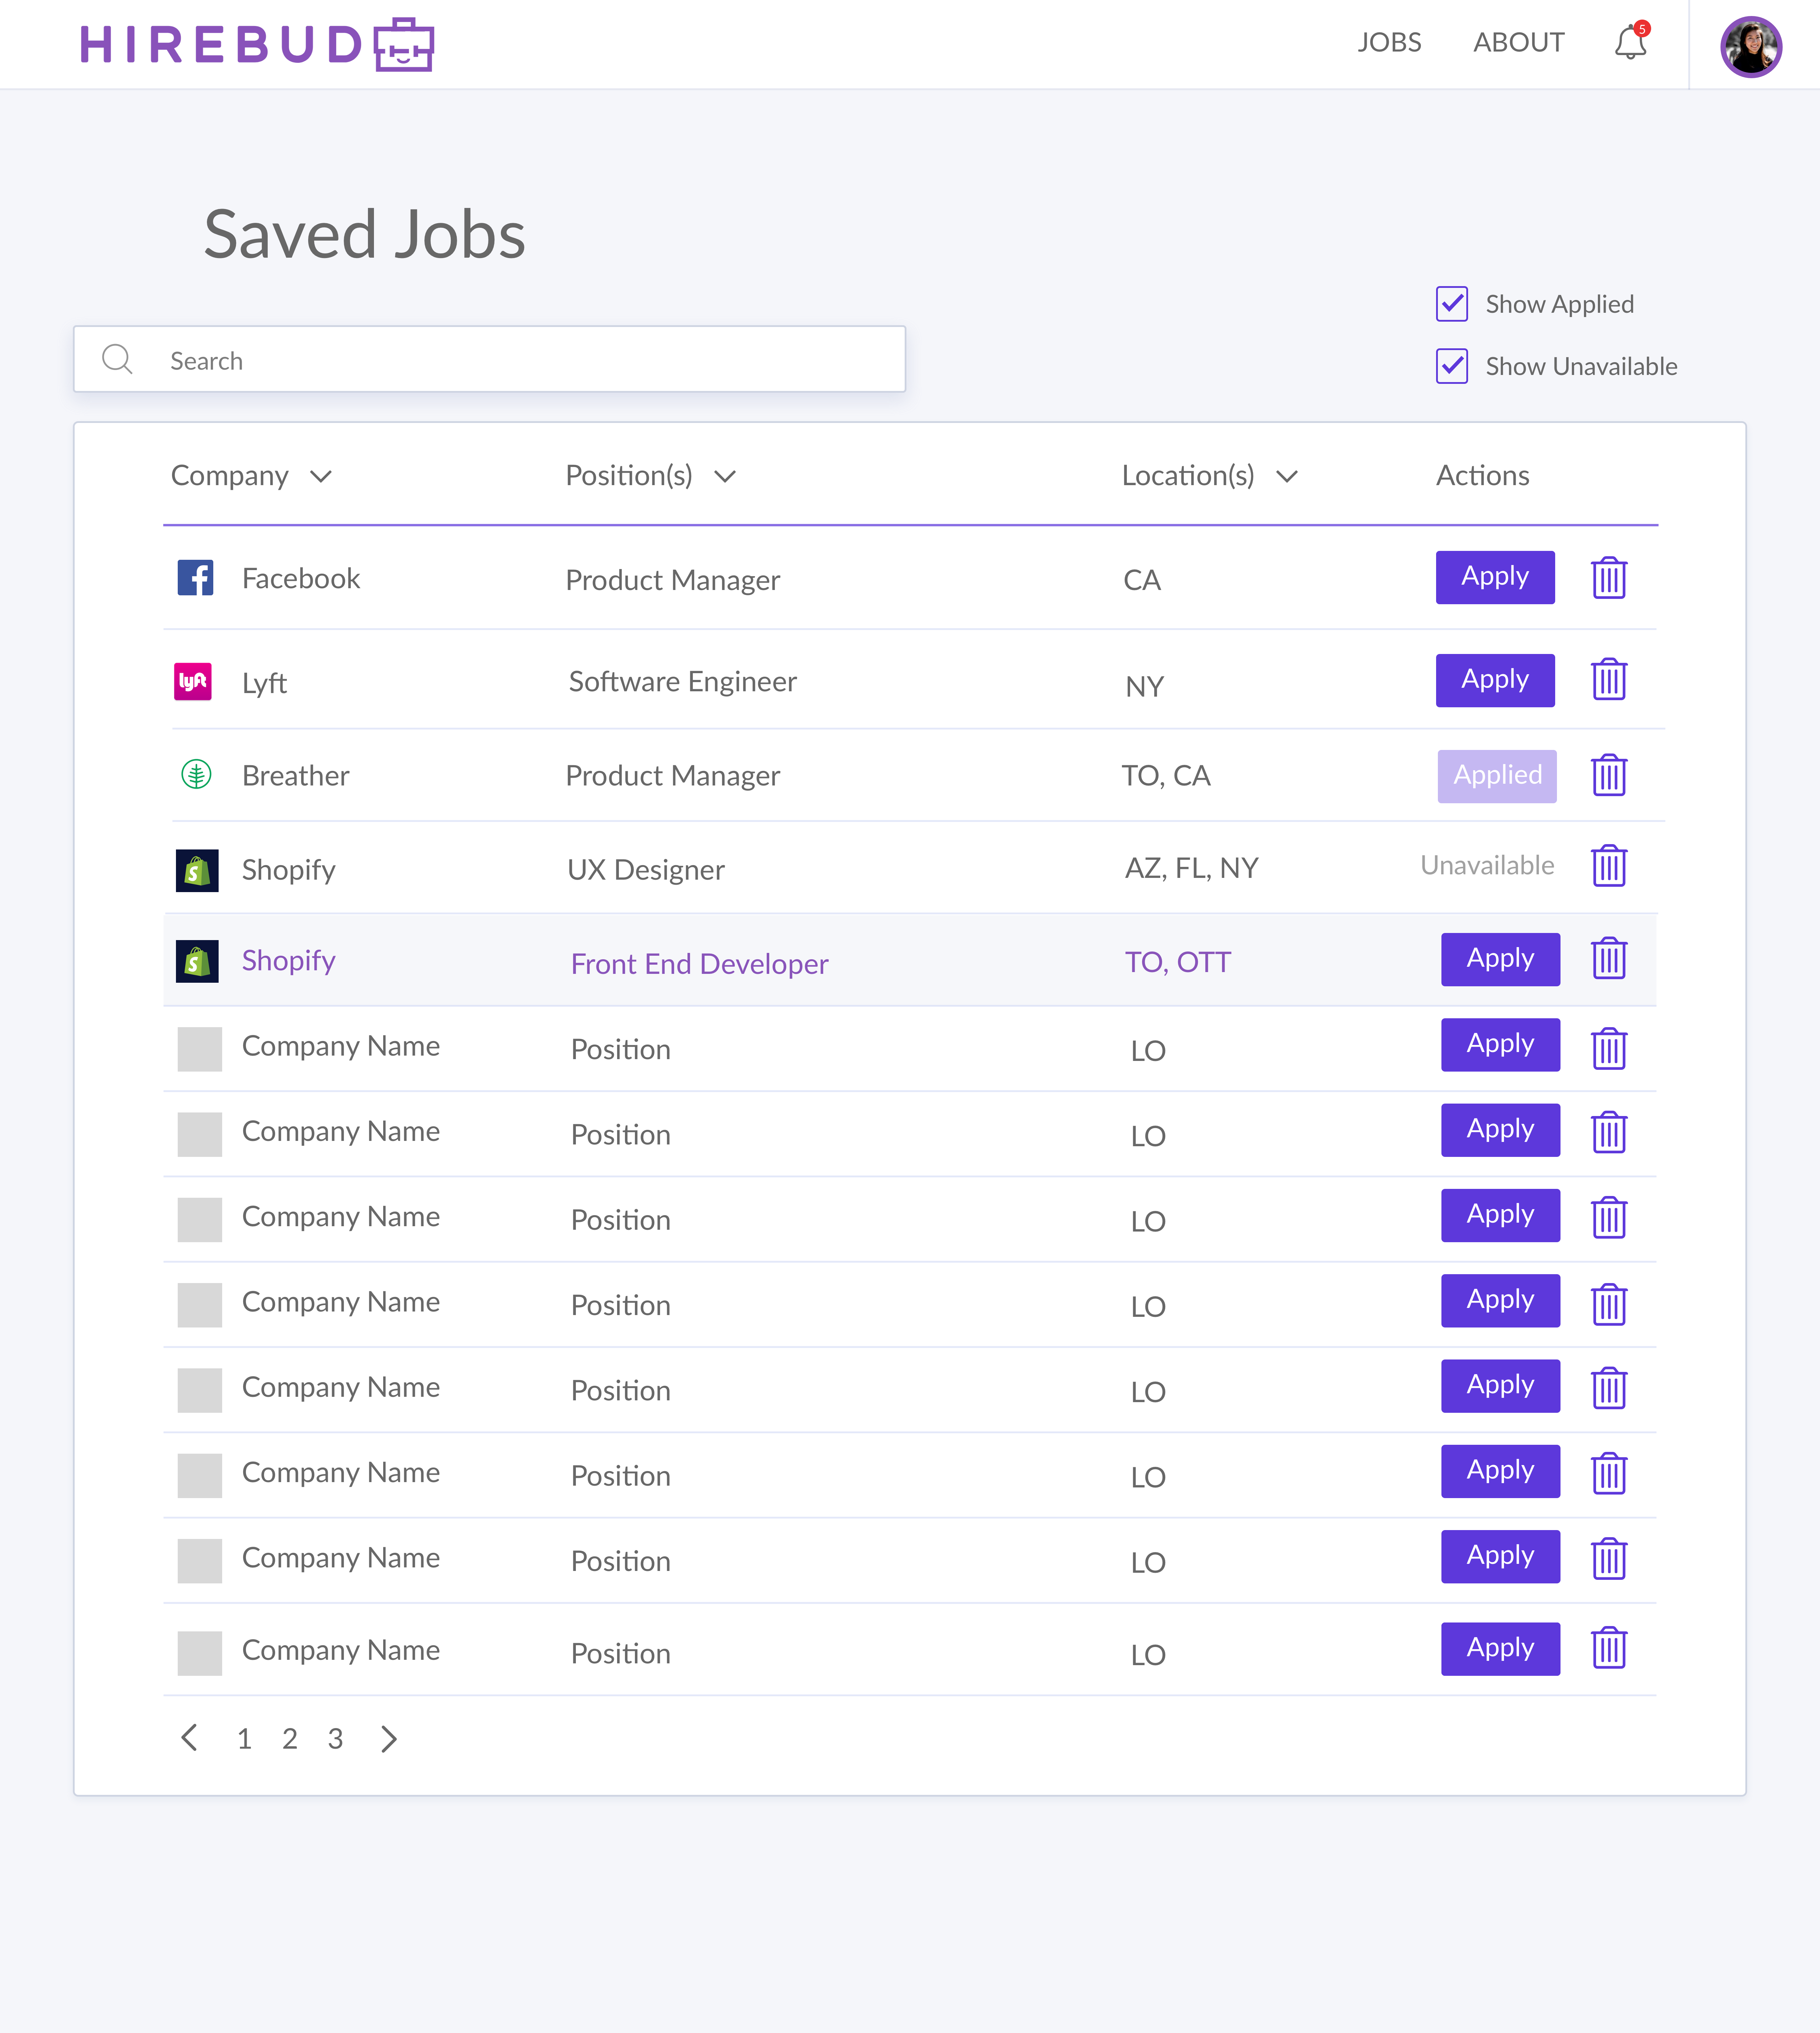 HIREBUD JOBS ABOUT 5
Saved Jobs
Show Applied
Search
Show Unavailable
Company Position(s) Location(s) Actions
Facebook Product Manager CA Apply
lyft Lyft Software Engineer NY Apply
Breather Product Manager TO, CA Applied
S Shopify UX Designer AZ, FL, NY Unavailable
S Shopify Front End Developer TO, OTT Apply
Company Name Position LO Apply
Company Name Position LO Apply
Company Name Position LO Apply
Company Name Position LO Apply
Company Name Position LO Apply
Company Name Position LO Apply
Company Name Position LO Apply
Company Name Position LO Apply
1 2 3